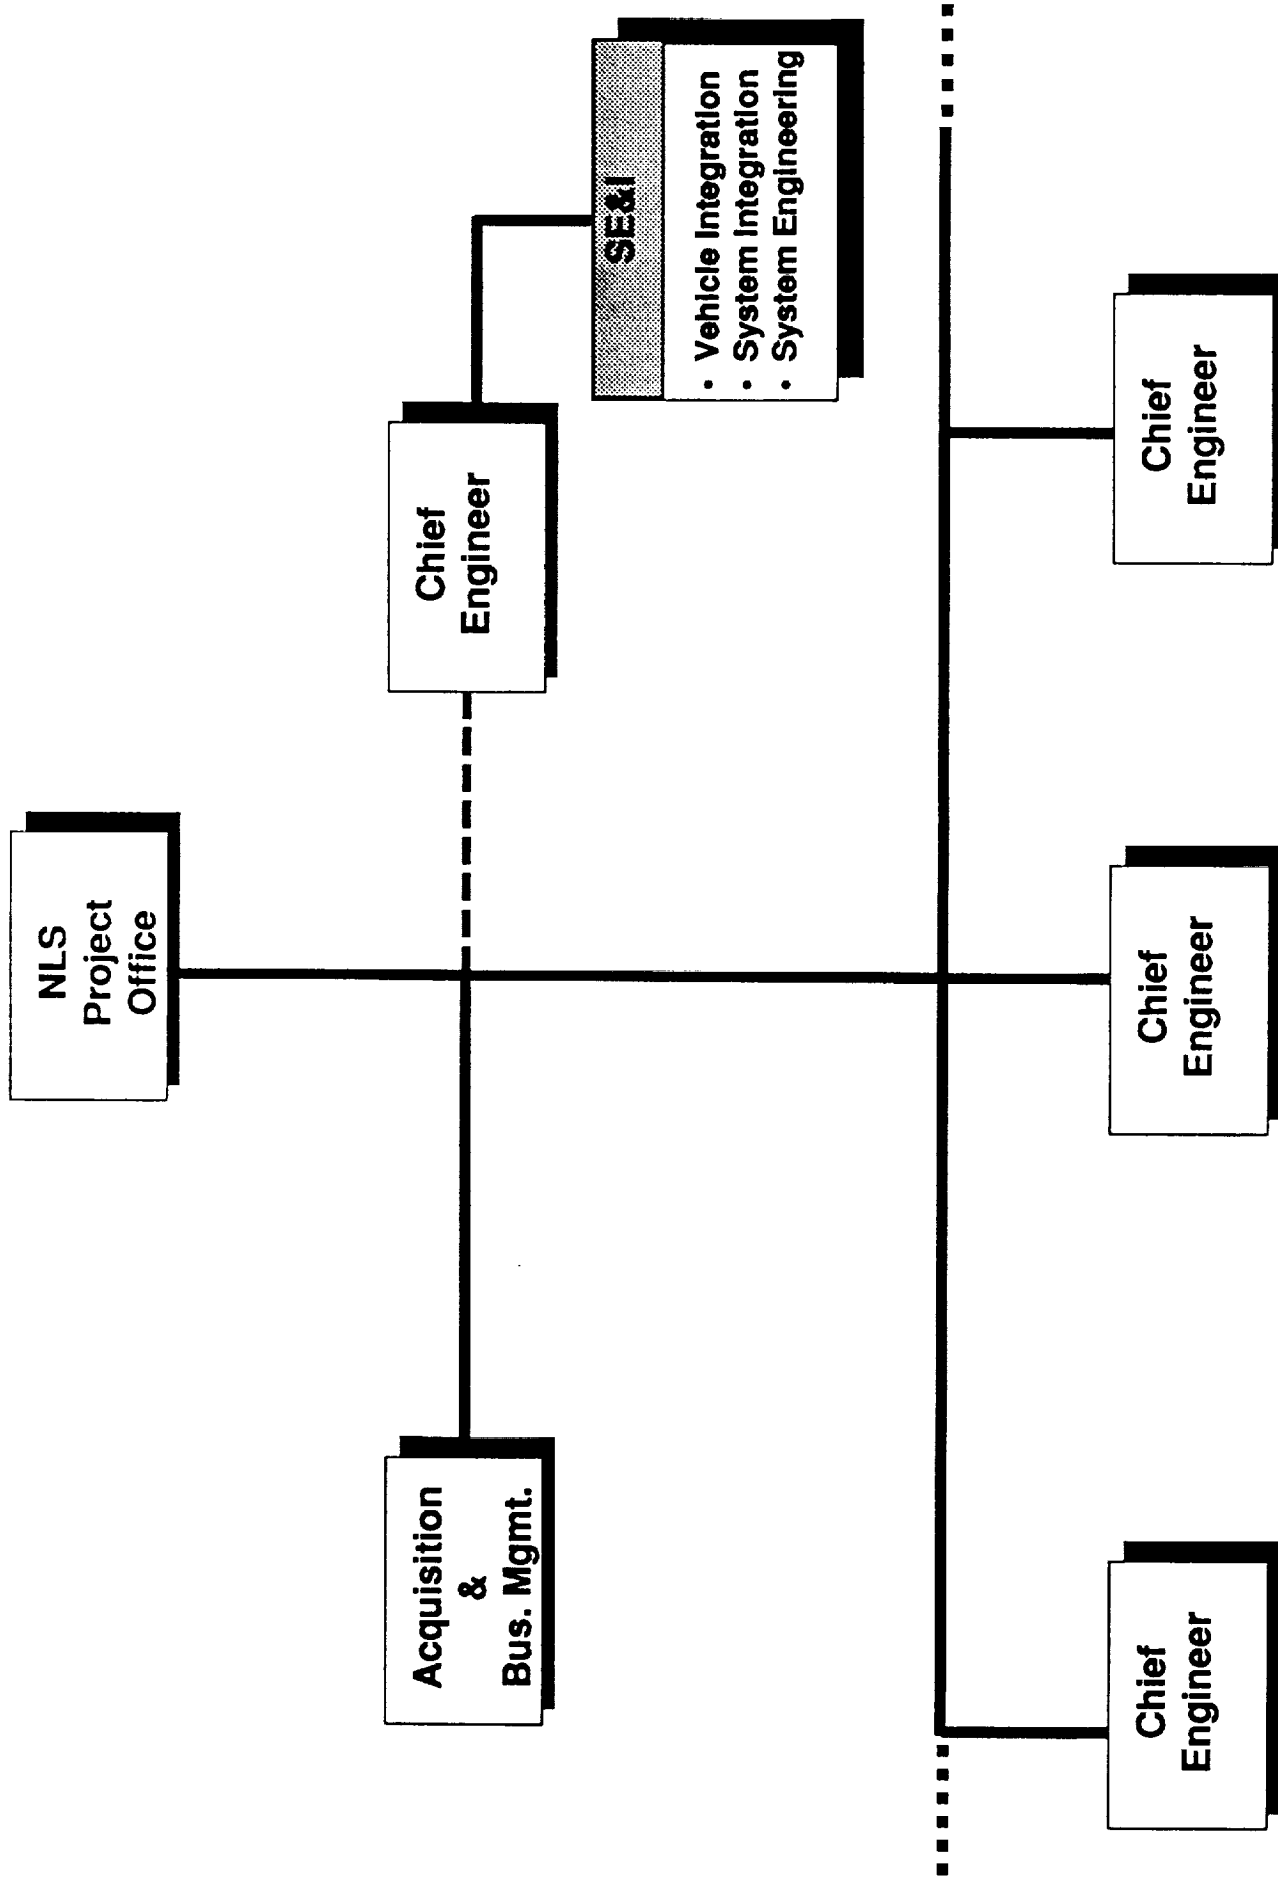 NLS
Project
Office
Acquisition
&
Bus. Mgmt.
Chief
Engineer
SE&I
• Vehicle Integration
• System Integration
• System Engineering
Chief
Engineer
Chief
Engineer
Chief
Engineer